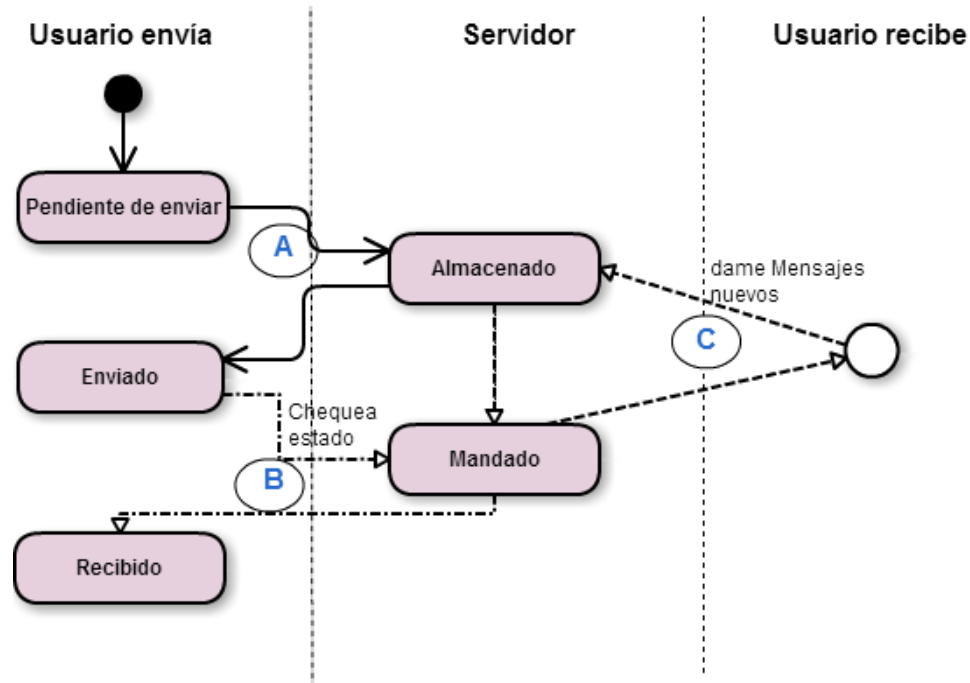 Usuario envía
Servidor
Usuario recibe
Pendiente de enviar
A
Almacenado
dame Mensajes
nuevos
C
Enviado
Chequea
estado
Mandado
B
Recibido